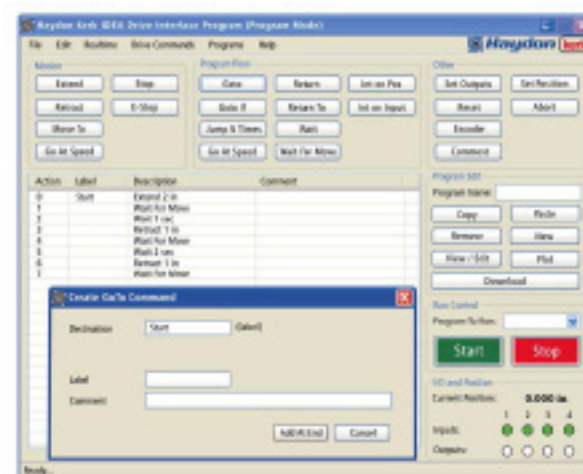 Haydon Kerk IDEA Drive Interface Program (Program Mode)
File Edit Realtime Drive Commands Programs Help
Haydon kerk
Motion
Extend Stop
Retract E-Stop
Move To
Go At Speed
Program Flow
Goto Return Int on Pos
Goto If Return To Int on Input
Jump N Times Wait
Go At Speed Wait For Move
Other
Set Outputs Set Position
Reset Abort
Encoder
Comment
Action Label Description Comment
0 Start Extend 2 in
1 Wait For Move
2 Wait 1 sec
3 Retract 1 in
4 Wait For Move
5 Wait 2 sec
6 Retract 1 in
7 Wait For Move
Program Edit
Program Name:
Copy Paste
Remove New
View / Edit Plot
Download
Run Control
Program To Run:
Start Stop
I/O and Position
Current Position: 0.000 in
1 2 3 4
Inputs:
Outputs:
Create GoTo Command
Destination Start (label)
Label
Comment
Add At End Cancel
Ready...